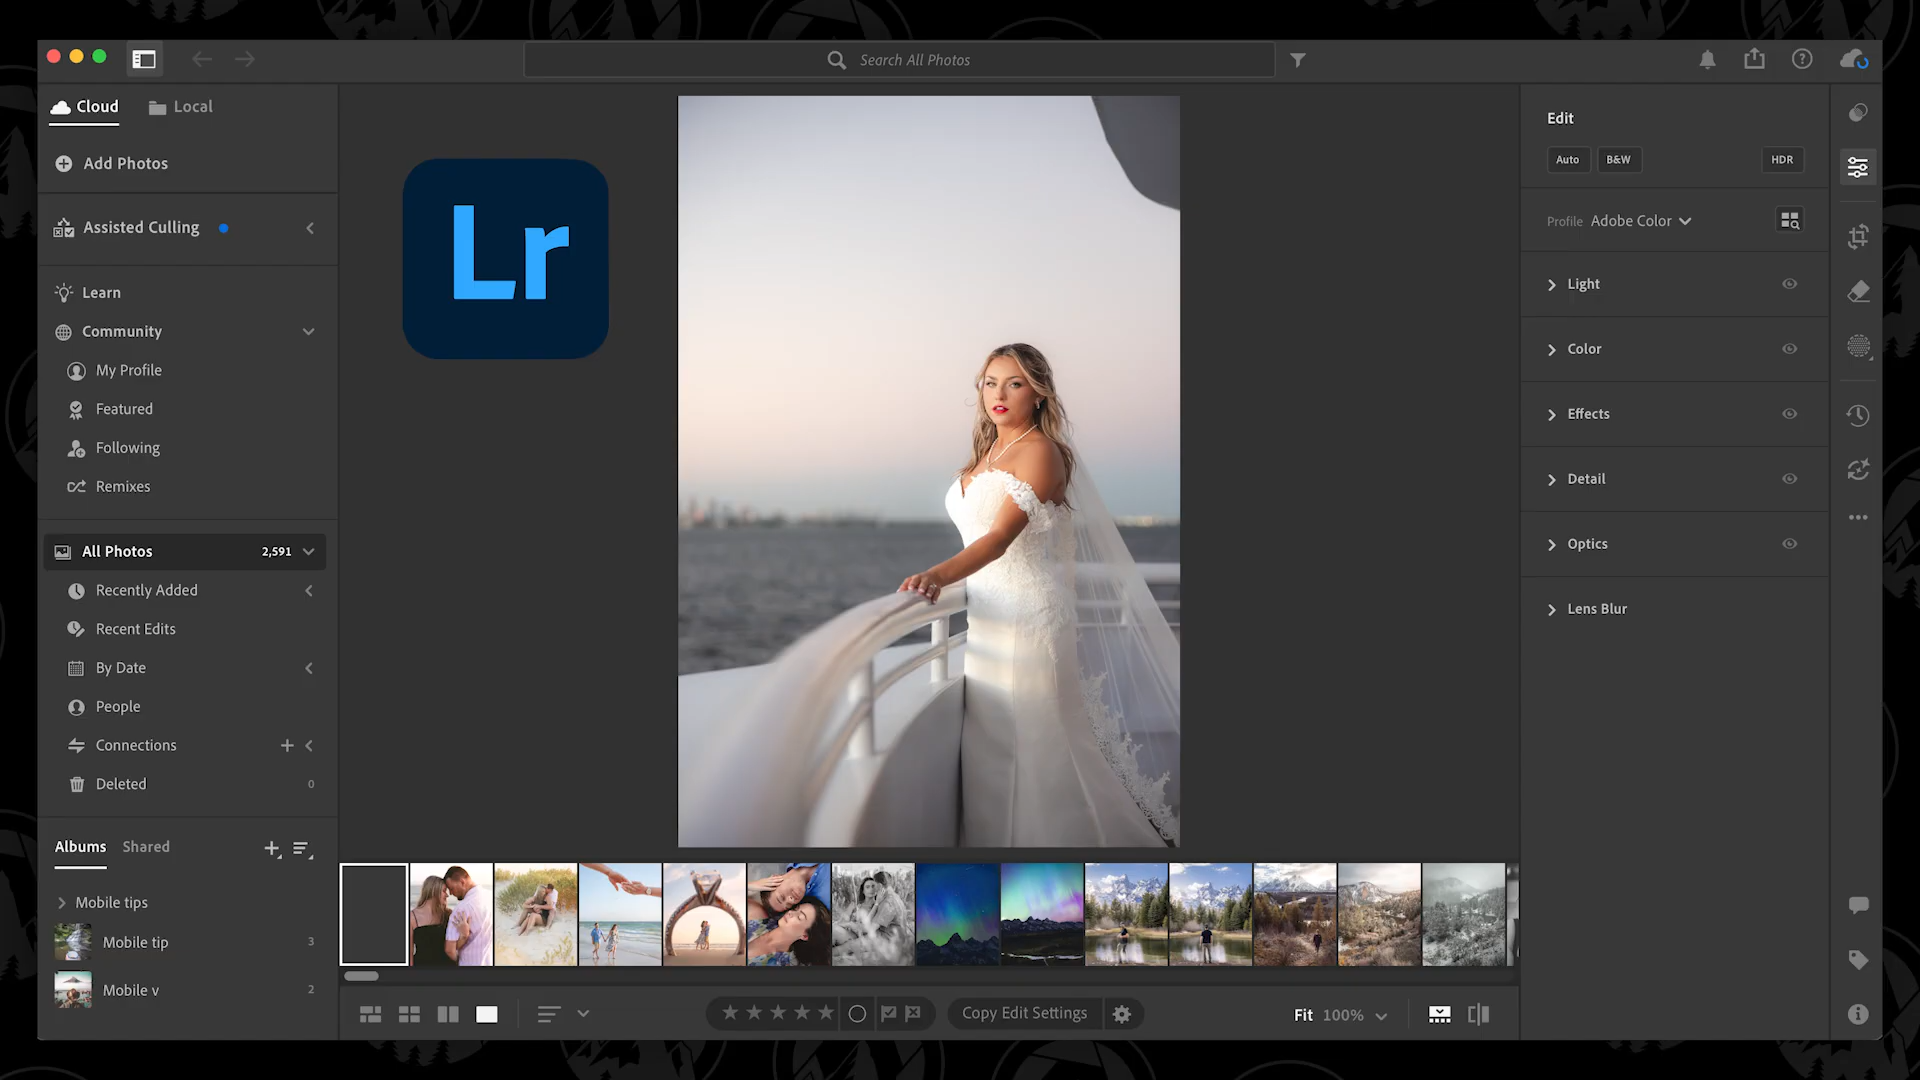 Search All Photos
Cloud
Local
Add Photos
Assisted Culling
Learn
Community
My Profile
Featured
Following
Remixes
All Photos 2,591
Recently Added
Recent Edits
By Date
People
Connections
Deleted 0
Albums Shared
Mobile tips
Mobile tip 3
Mobile v 2
Lr
Copy Edit Settings
Fit 100%
Edit
Auto B&W HDR
Profile Adobe Color
Light
Color
Effects
Detail
Optics
Lens Blur